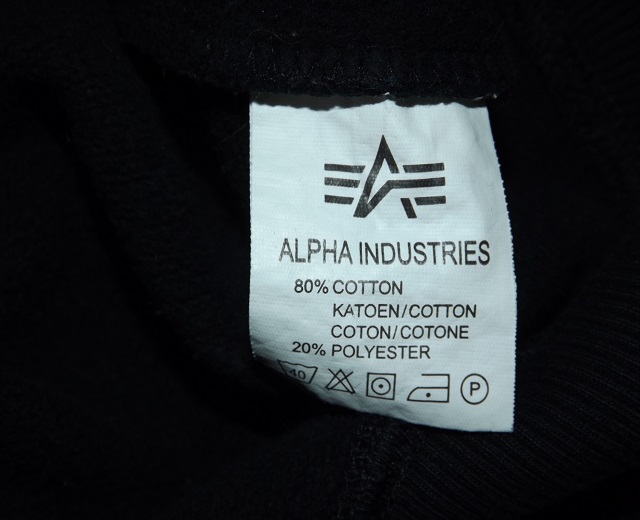 ALPHA INDUSTRIES
80% COTTON
KATOEN/COTTON
COTON/COTONE
20% POLYESTER
40
P